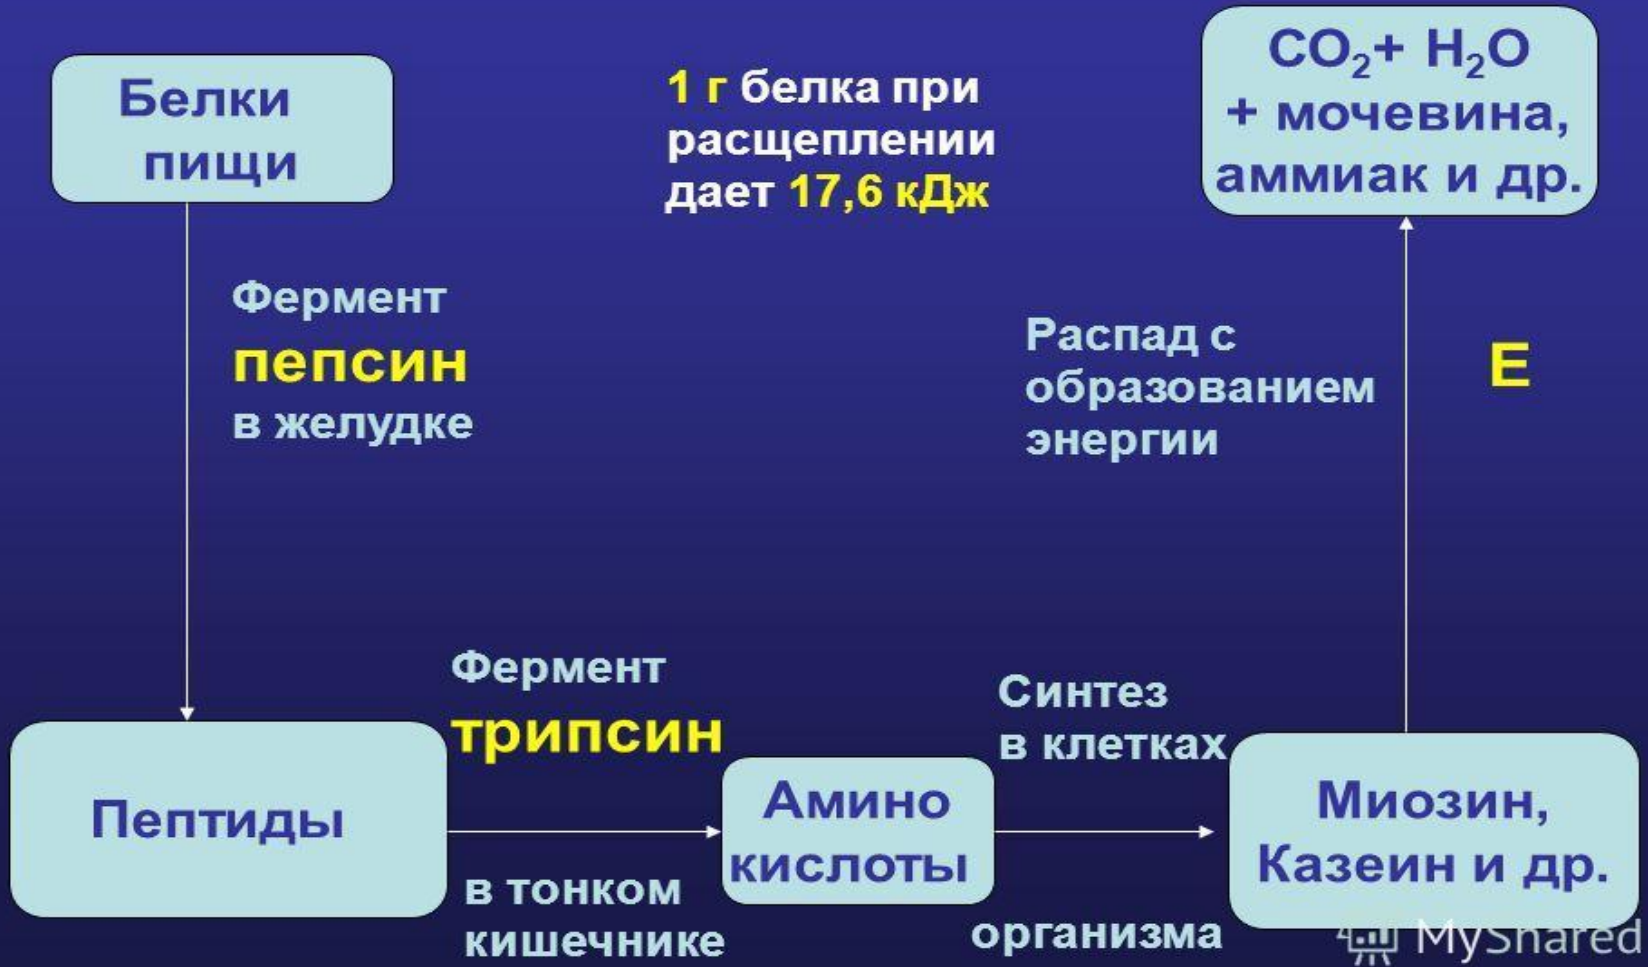 Белки
пищи
1 г белка при
расщеплении
дает 17,6 кДж
CO₂+ H₂O
+ мочевина,
аммиак и др.
Фермент
пепсин
в желудке
Распад с
образованием
энергии
Е
Пептиды
Фермент
трипсин
в тонком
кишечнике
Амино
кислоты
Синтез
в клетках
организма
Миозин,
Казеин и др.
MyShared